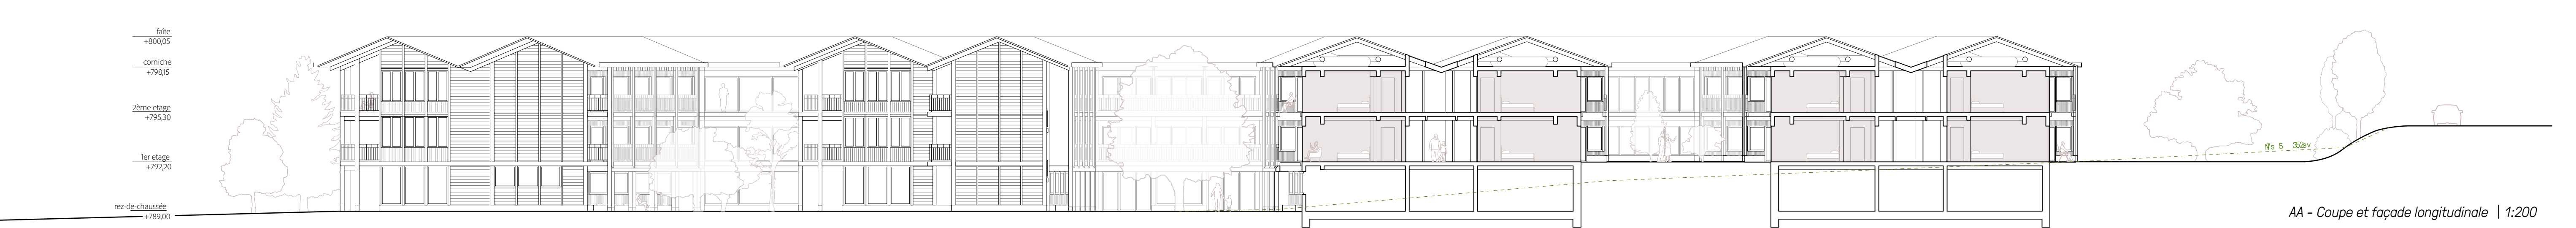 faîte
+800,05
corniche
+798,15
2ème etage
+795,30
1er etage
+792,20
rez-de-chaussée
+789,00
AA - Coupe et façade longitudinale | 1:200